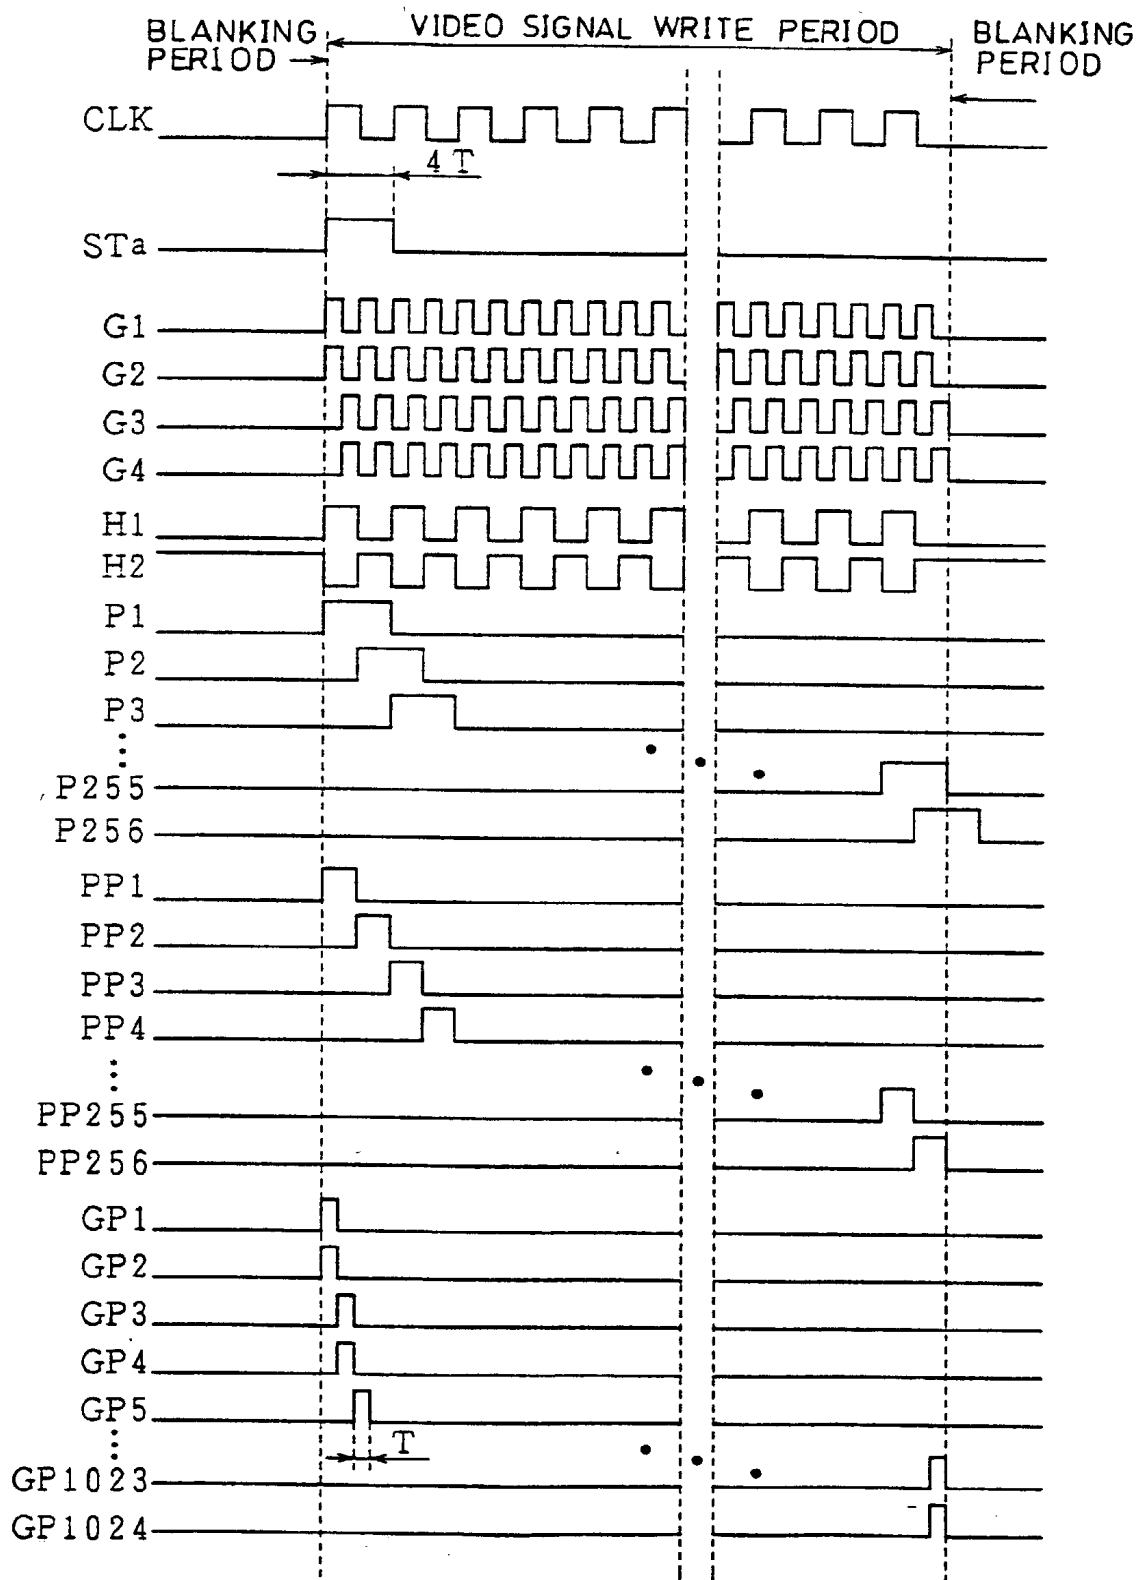 BLANKING PERIOD
VIDEO SIGNAL WRITE PERIOD
BLANKING PERIOD
CLK
4T
STa
G1
G2
G3
G4
H1
H2
P1
P2
P3
P255
P256
PP1
PP2
PP3
PP4
PP255
PP256
GP1
GP2
GP3
GP4
GP5
T
GP1023
GP1024